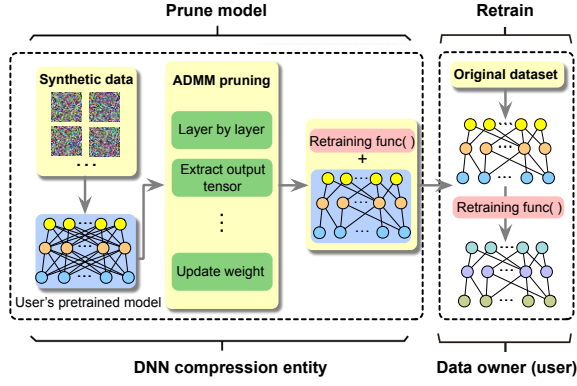 Prune model
Retrain
Synthetic data
...
User's pretrained model
ADMM pruning
Layer by layer
Extract output
tensor
Update weight
Retraining func( )
+
Original dataset
Retraining func( )
DNN compression entity
Data owner (user)